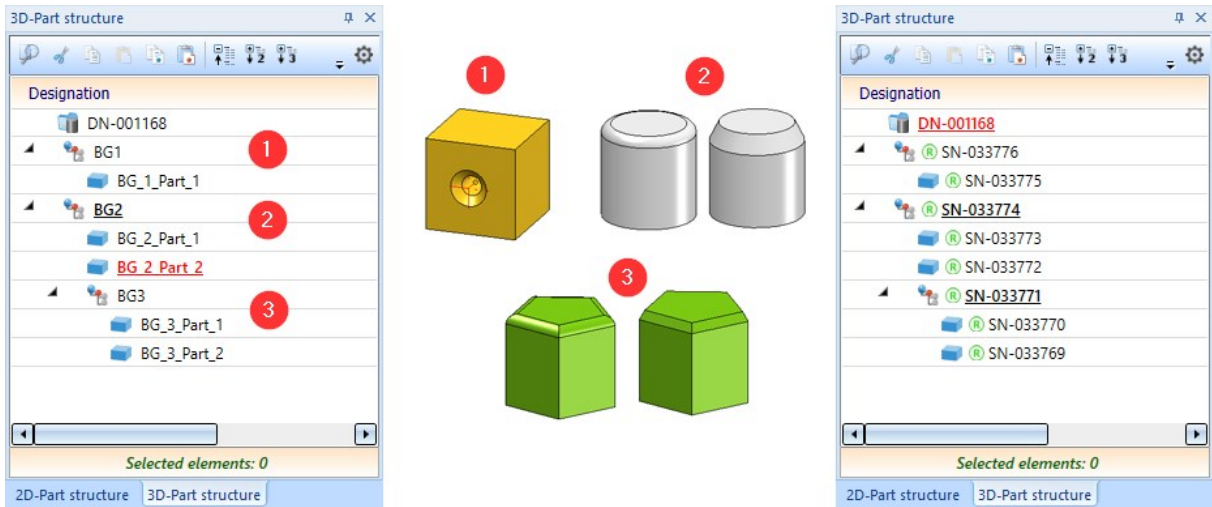 3D-Part structure
Designation
DN-001168
BG1
BG_1_Part_1
BG2
BG_2_Part_1
BG_2_Part_2
BG3
BG_3_Part_1
BG_3_Part_2
1
2
3
Selected elements: 0
2D-Part structure 3D-Part structure
1
2
3
3D-Part structure
Designation
DN-001168
R SN-033776
R SN-033775
R SN-033774
R SN-033773
R SN-033772
R SN-033771
R SN-033770
R SN-033769
Selected elements: 0
2D-Part structure 3D-Part structure